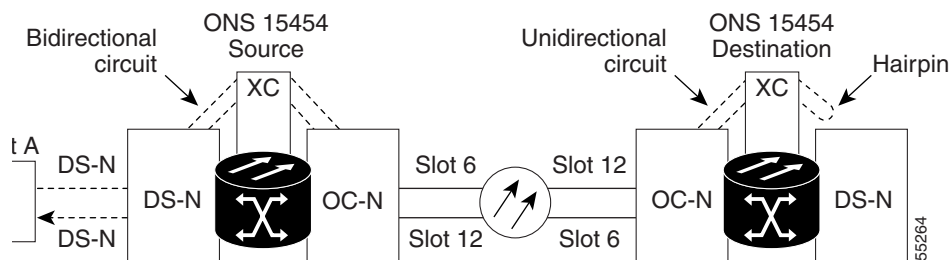 ONS 15454
Source
Bidirectional
circuit
XC
ONS 15454
Destination
Unidirectional
circuit
XC
Hairpin
t A
DS-N
DS-N
DS-N
OC-N
Slot 6
Slot 12
Slot 12
Slot 6
OC-N
DS-N
55264